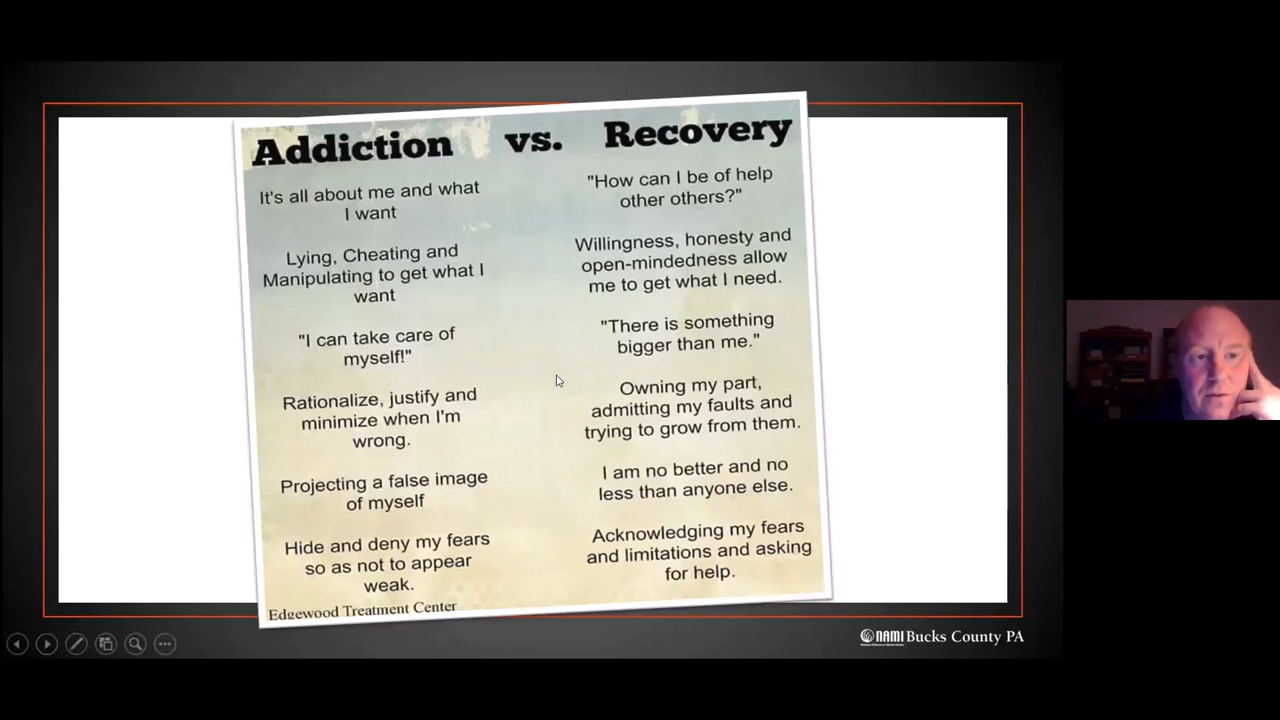 Addiction vs. Recovery
It's all about me and what
I want
"How can I be of help
other others?"
Lying, Cheating and
Manipulating to get what I
want
Willingness, honesty and
open-mindedness allow
me to get what I need.
"I can take care of
myself!"
"There is something
bigger than me."
Rationalize, justify and
minimize when I'm
wrong.
Owning my part,
admitting my faults and
trying to grow from them.
Projecting a false image
of myself
I am no better and no
less than anyone else.
Hide and deny my fears
so as not to appear
weak.
Acknowledging my fears
and limitations and asking
for help.
Edgewood Treatment Center
NAMI Bucks County PA